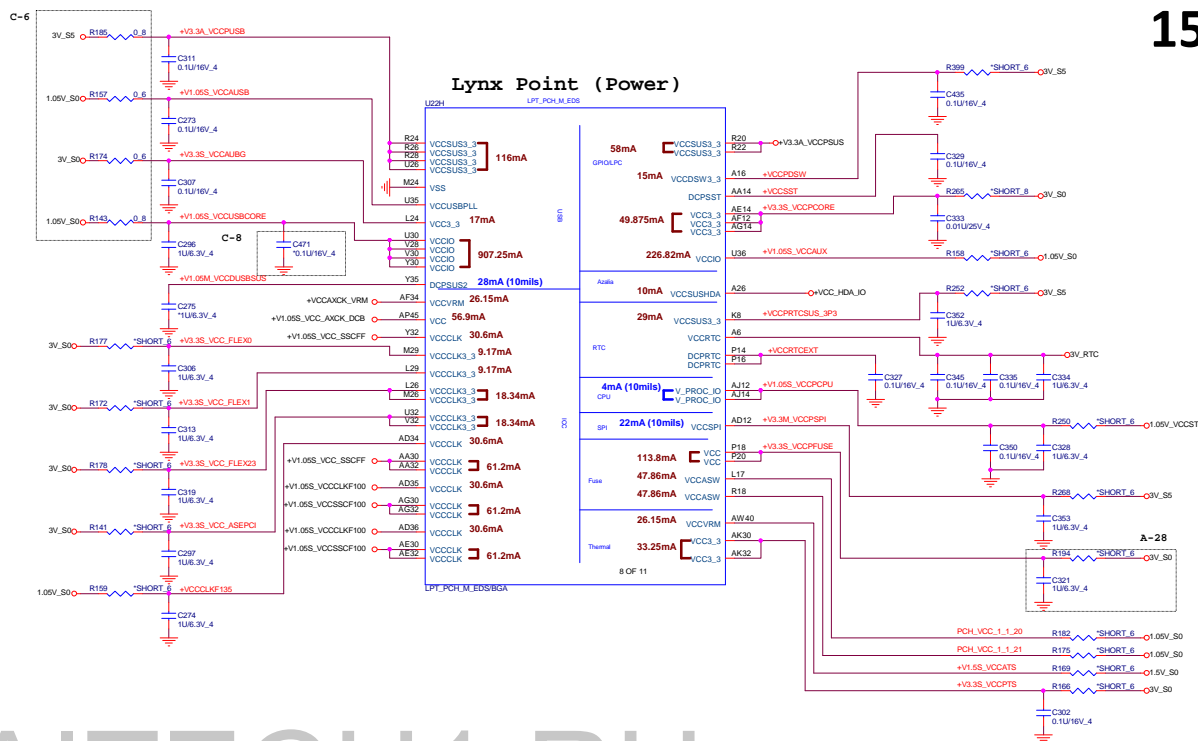 C-6
15
3V_S5 R185 0_8 +V3.3A_VCCPUSB
C311
0.1U/16V_4
1.05V_S0 R157 0_6 +V1.05S_VCCAUSB
C273
0.1U/16V_4
3V_S0 R174 0_6 +V3.3S_VCCAUBG
C307
0.1U/16V_4
1.05V_S0 R143 0_8 +V1.05S_VCCUSBCORE
C296
1U/6.3V_4
C-8
C471
*0.1U/16V_4
+V1.05M_VCCDUSBSUS
C275
*1U/6.3V_4
3V_S0 R177 *SHORT_6 +V3.3S_VCC_FLEX0
C306
1U/6.3V_4
3V_S0 R172 *SHORT_6 +V3.3S_VCC_FLEX1
C313
1U/6.3V_4
3V_S0 R178 *SHORT_6 +V3.3S_VCC_FLEX23
C319
1U/6.3V_4
3V_S0 R141 *SHORT_6 +V3.3S_VCC_ASEPCI
C297
1U/6.3V_4
1.05V_S0 R159 *SHORT_6 +VCCCLKF135
C274
1U/6.3V_4
+VCCAXCK_VRM
+V1.05S_VCC_AXCK_DCB
+V1.05S_VCC_SSCFF
+V1.05S_VCC_SSCFF
+V1.05S_VCCCLKF100
+V1.05S_VCCSSCF100
+V1.05S_VCCCLKF100
+V1.05S_VCCSSCF100
Lynx Point (Power)
U22H
LPT_PCH_M_EDS
R24 VCCSUS3_3
R26 VCCSUS3_3
R28 VCCSUS3_3
U26 VCCSUS3_3
116mA
M24 VSS
U35 VCCUSBPLL
L24 VCC3_3 17mA
U30 VCCIO
V28 VCCIO
V30 VCCIO
Y30 VCCIO
907.25mA
Y35 DCPSUS2 28mA (10mils)
AF34 VCCVRM 26.15mA
AP45 VCC 56.9mA
Y32 VCCCLK 30.6mA
M29 VCCCLK3_3 9.17mA
L29 VCCCLK3_3 9.17mA
L26 VCCCLK3_3
M26 VCCCLK3_3
18.34mA
U32 VCCCLK3_3
V32 VCCCLK3_3
18.34mA
AD34 VCCCLK 30.6mA
AA30 VCCCLK
AA32 VCCCLK
61.2mA
AD35 VCCCLK 30.6mA
AG30 VCCCLK
AG32 VCCCLK
61.2mA
AD36 VCCCLK 30.6mA
AE30 VCCCLK
AE32 VCCCLK
61.2mA
USB
ICC
GPIO/LPC
Azalia
RTC
CPU
SPI
Fuse
Thermal
58mA VCCSUS3_3 R20
VCCSUS3_3 R22
+V3.3A_VCCPSUS
15mA VCCDSW3_3 A16 +VCCPDSW
DCPSST AA14 +VCCSST
49.875mA VCC3_3 AE14 +V3.3S_VCCPCORE
VCC3_3 AF12
VCC3_3 AG14
226.82mA VCCIO U36 +V1.05S_VCCAUX
10mA VCCSUSHDA A26 +VCC_HDA_IO
29mA VCCSUS3_3 K8 +VCCPRTCSUS_3P3
VCCRTC A6
DCPRTC P14 +VCCRTCEXT
DCPRTC P16
4mA (10mils) V_PROC_IO AJ12 +V1.05S_VCCPCPU
V_PROC_IO AJ14
22mA (10mils) VCCSPI AD12 +V3.3M_VCCPSPI
113.8mA VCC P18 +V3.3S_VCCPFUSE
VCC P20
47.86mA VCCASW L17
47.86mA VCCASW R18
26.15mA VCCVRM AW40
33.25mA VCC3_3 AK30
VCC3_3 AK32
8 OF 11
LPT_PCH_M_EDS/BGA
R399 *SHORT_6 3V_S5
C435
0.1U/16V_4
C329
0.1U/16V_4
R265 *SHORT_8 3V_S0
C333
0.01U/25V_4
R158 *SHORT_6 1.05V_S0
R252 *SHORT_6 3V_S5
C352
1U/6.3V_4
3V_RTC
C327
0.1U/16V_4
C345
0.1U/16V_4
C335
0.1U/16V_4
C334
1U/6.3V_4
R250 *SHORT_6 1.05V_VCCST
C350
0.1U/16V_4
C328
1U/6.3V_4
R268 *SHORT_6 3V_S5
C353
1U/6.3V_4
A-28
R194 *SHORT_6 3V_S0
C321
1U/6.3V_4
PCH_VCC_1_1_20 R182 *SHORT_6 1.05V_S0
PCH_VCC_1_1_21 R175 *SHORT_6 1.05V_S0
+V1.5S_VCCATS R169 *SHORT_6 1.5V_S0
+V3.3S_VCCPTS R166 *SHORT_6 3V_S0
C302
0.1U/16V_4